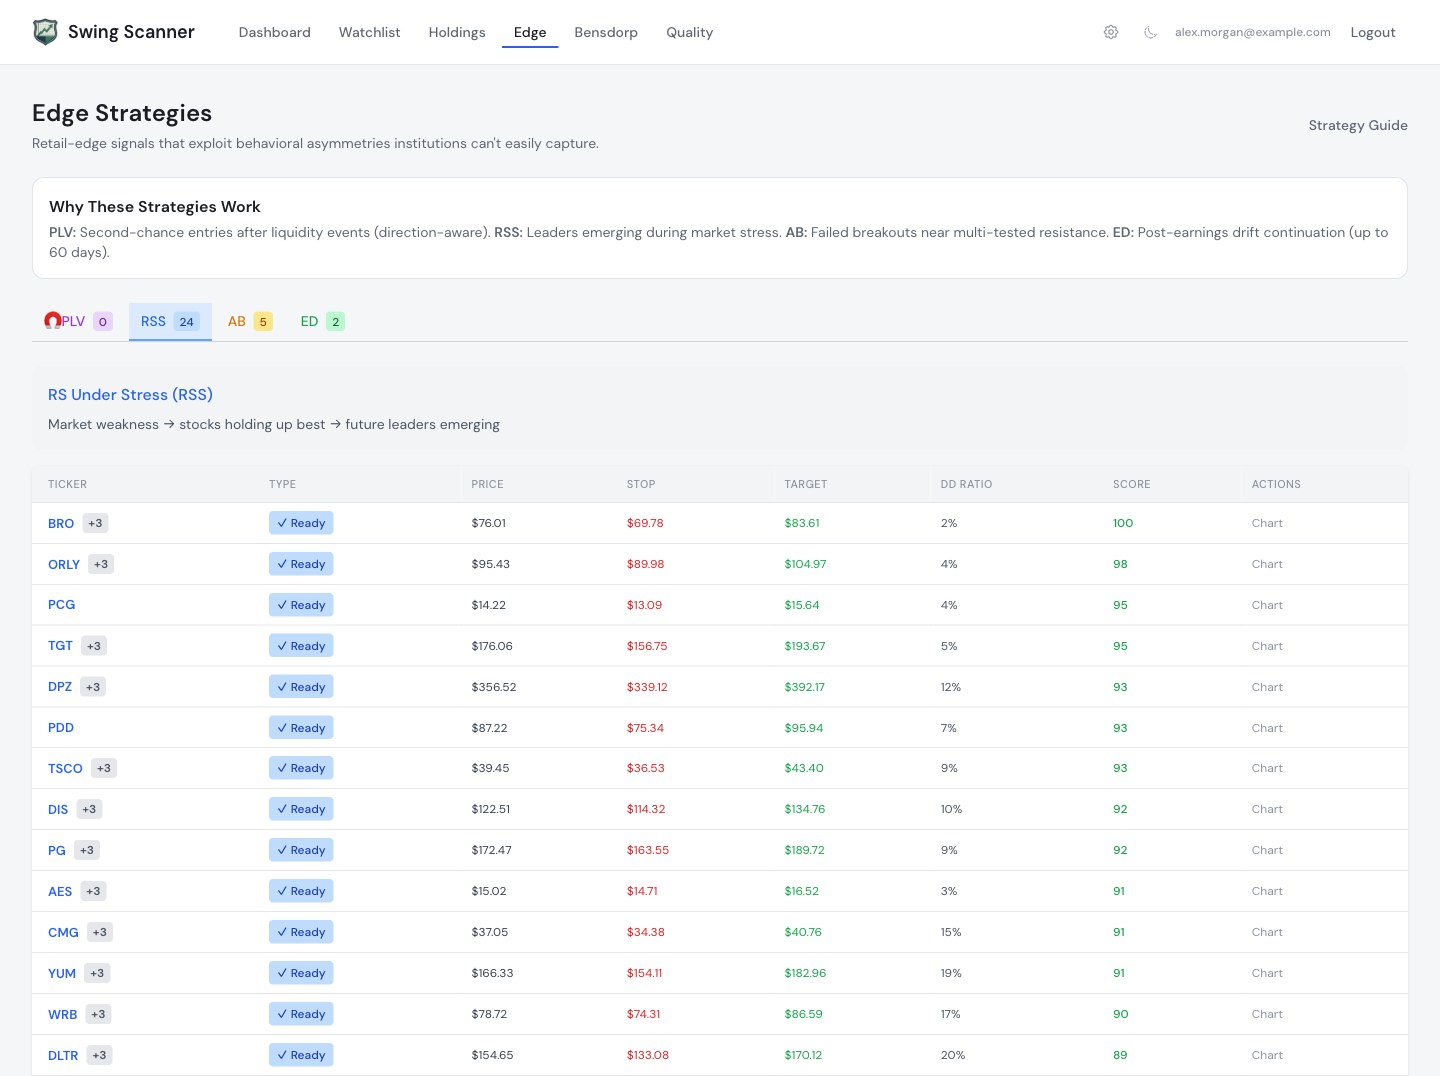 Swing Scanner Dashboard Watchlist Holdings Edge Bensdorp Quality alex.morgan@example.com Logout
Edge Strategies
Retail-edge signals that exploit behavioral asymmetries institutions can't easily capture.
Strategy Guide
Why These Strategies Work
PLV: Second-chance entries after liquidity events (direction-aware). RSS: Leaders emerging during market stress. AB: Failed breakouts near multi-tested resistance. ED: Post-earnings drift continuation (up to
60 days).
PLV 0 RSS 24 AB 5 ED 2
RS Under Stress (RSS)
Market weakness → stocks holding up best → future leaders emerging
TICKER TYPE PRICE STOP TARGET DD RATIO SCORE ACTIONS
BRO +3 ✓ Ready $76.01 $69.78 $83.61 2% 100 Chart
ORLY +3 ✓ Ready $95.43 $89.98 $104.97 4% 98 Chart
PCG ✓ Ready $14.22 $13.09 $15.64 4% 95 Chart
TGT +3 ✓ Ready $176.06 $156.75 $193.67 5% 95 Chart
DPZ +3 ✓ Ready $356.52 $339.12 $392.17 12% 93 Chart
PDD ✓ Ready $87.22 $75.34 $95.94 7% 93 Chart
TSCO +3 ✓ Ready $39.45 $36.53 $43.40 9% 93 Chart
DIS +3 ✓ Ready $122.51 $114.32 $134.76 10% 92 Chart
PG +3 ✓ Ready $172.47 $163.55 $189.72 9% 92 Chart
AES +3 ✓ Ready $15.02 $14.71 $16.52 3% 91 Chart
CMG +3 ✓ Ready $37.05 $34.38 $40.76 15% 91 Chart
YUM +3 ✓ Ready $166.33 $154.11 $182.96 19% 91 Chart
WRB +3 ✓ Ready $78.72 $74.31 $86.59 17% 90 Chart
DLTR +3 ✓ Ready $154.65 $133.08 $170.12 20% 89 Chart